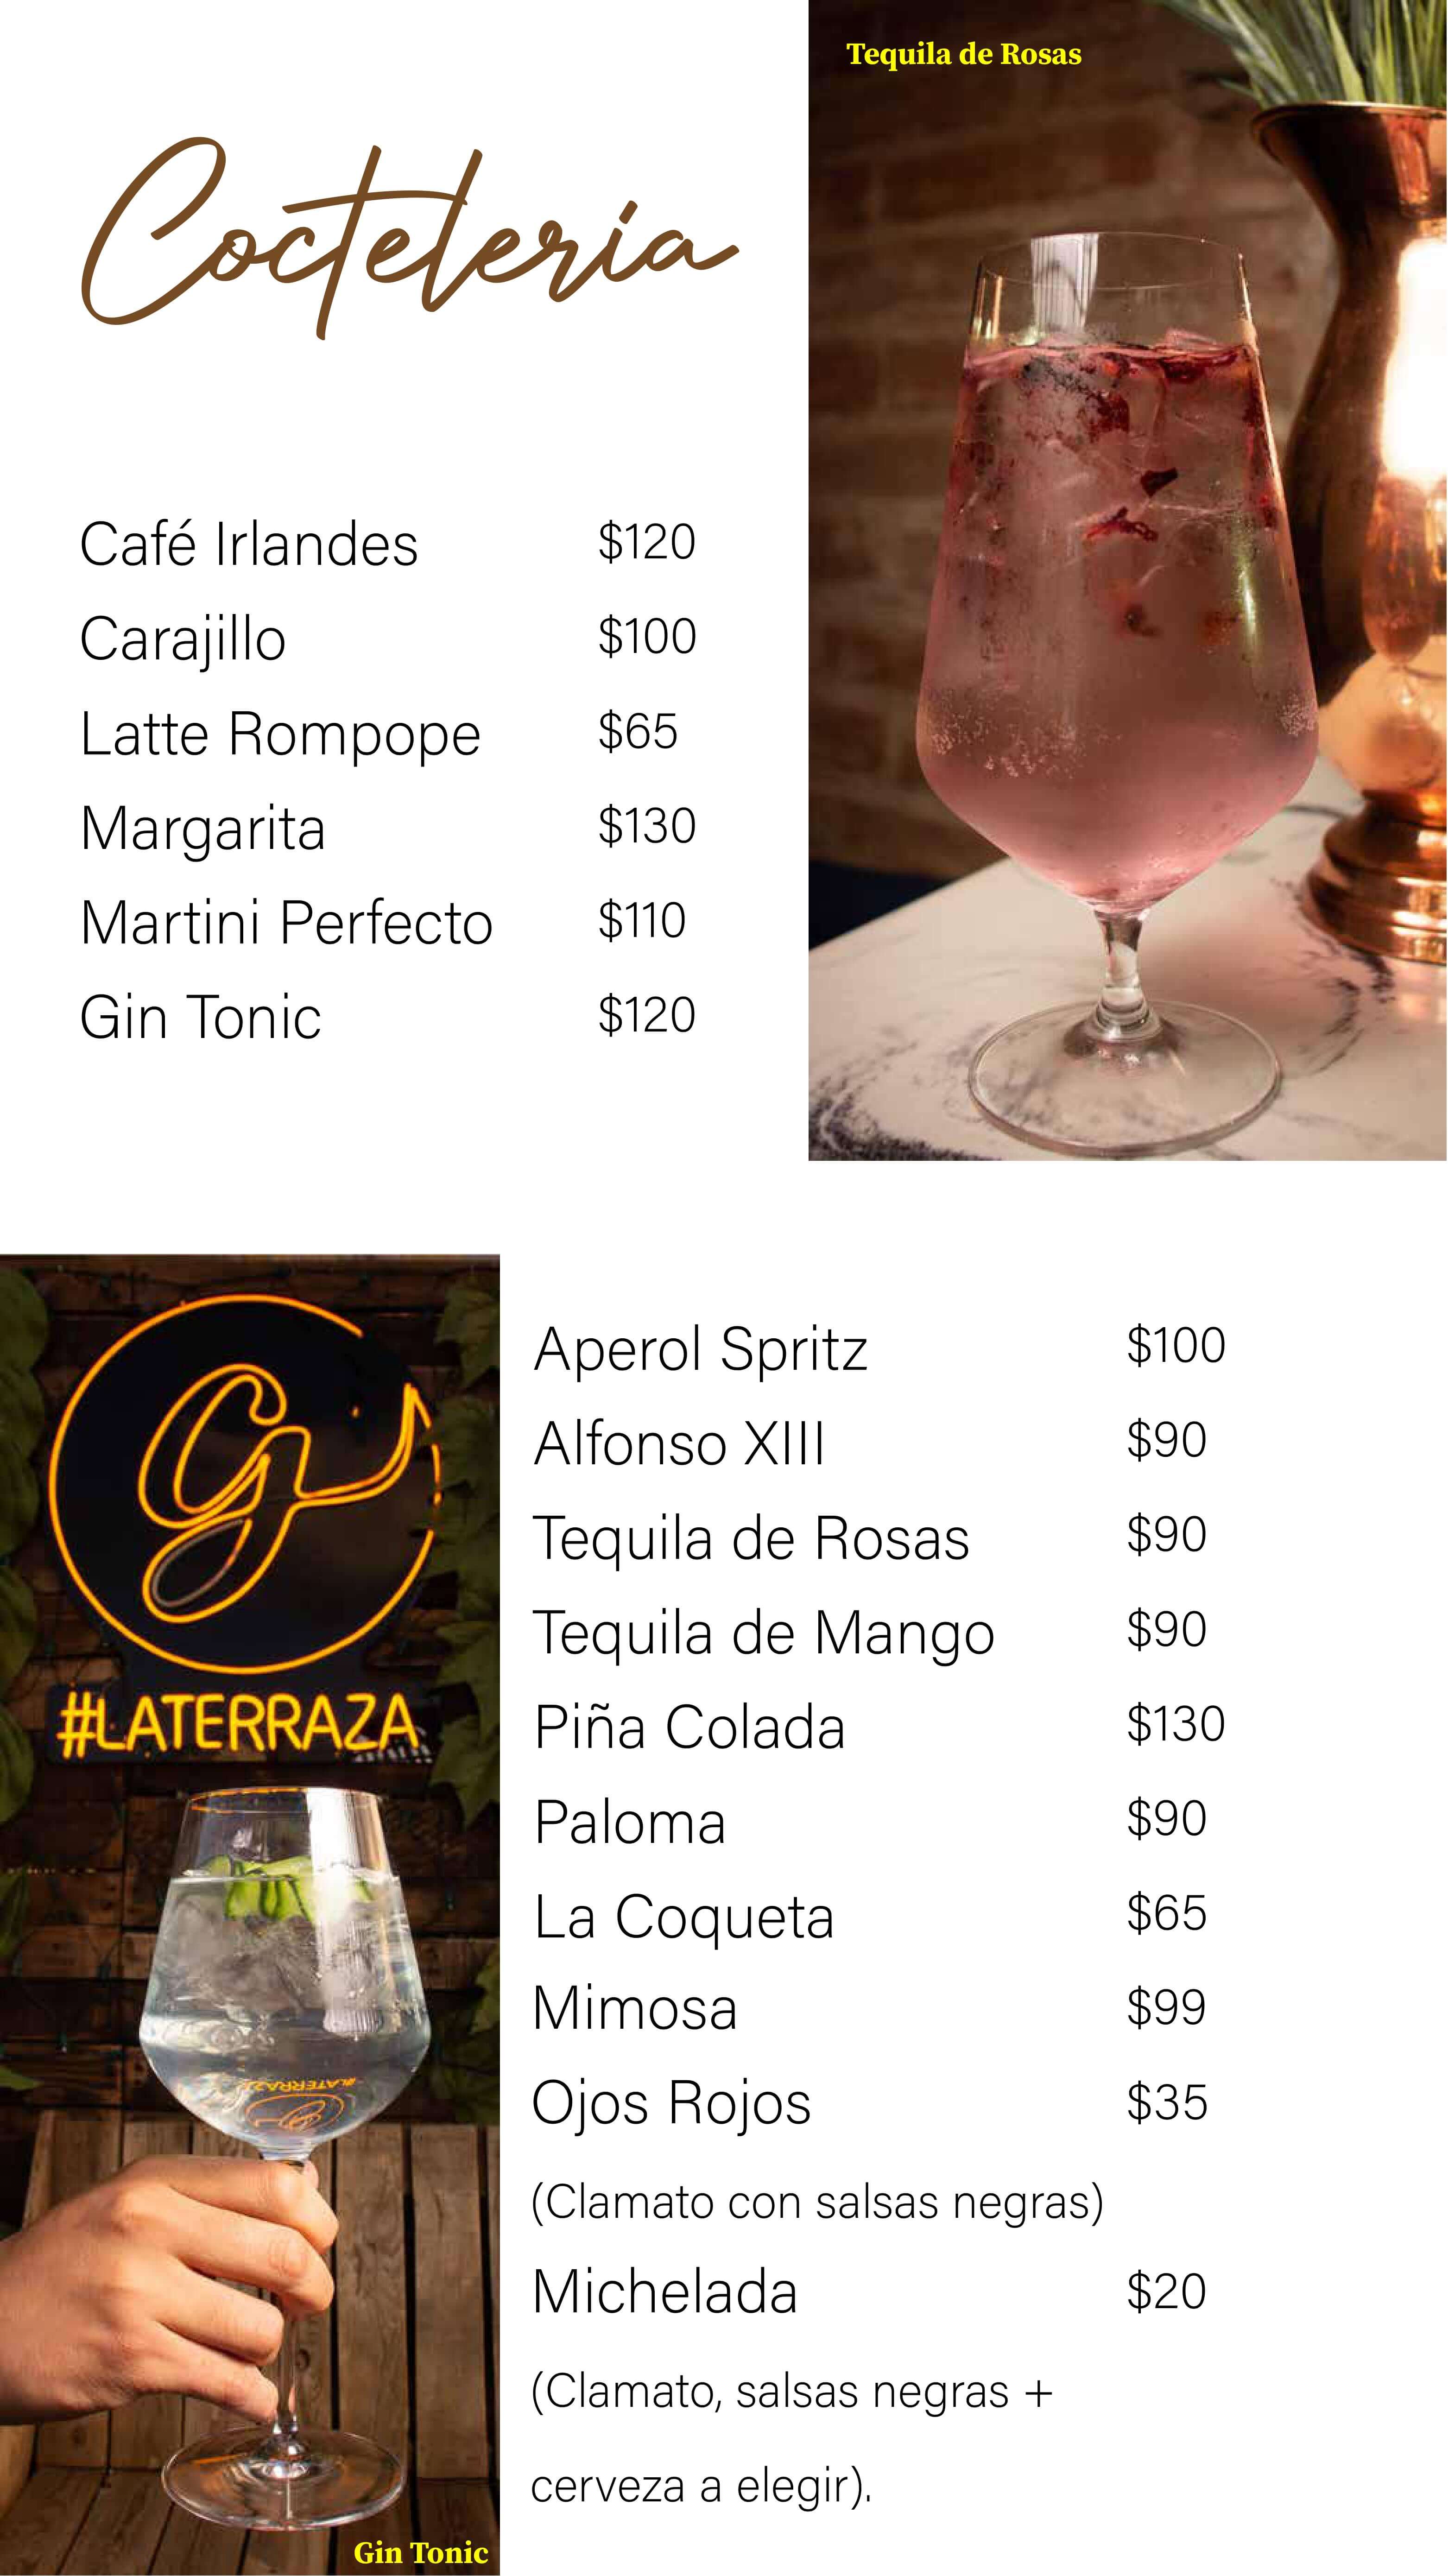 Tequila de Rosas
Cocteleria
Café Irlandes $120
Carajillo $100
Latte Rompope $65
Margarita $130
Martini Perfecto $110
Gin Tonic $120
#LATERRAZA
Aperol Spritz $100
Alfonso XIII $90
Tequila de Rosas $90
Tequila de Mango $90
Piña Colada $130
Paloma $90
La Coqueta $65
Mimosa $99
Ojos Rojos $35
(Clamato con salsas negras)
Michelada $20
(Clamato, salsas negras +
cerveza a elegir).
Gin Tonic